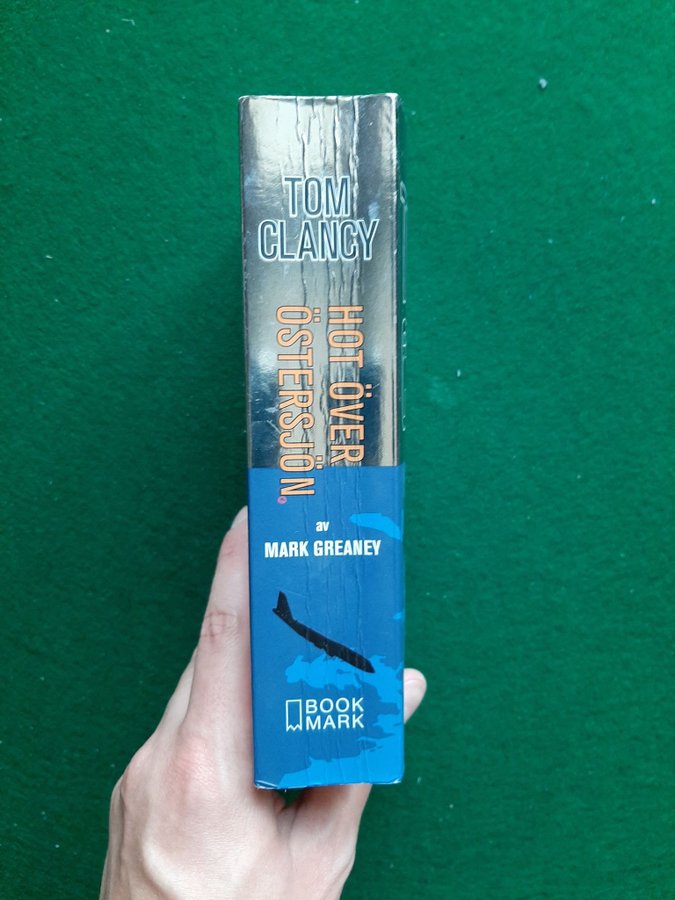 TOM
CLANCY
HOT ÖVER
ÖSTERSJÖN
av
MARK GREANEY
BOOK
MARK